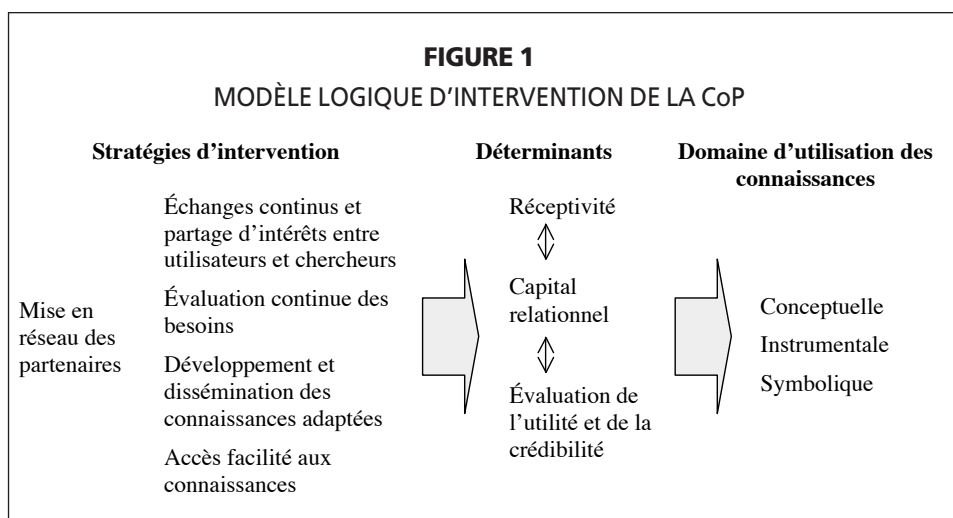 FIGURE 1
MODÈLE LOGIQUE D'INTERVENTION DE LA CoP
Stratégies d'intervention
Déterminants
Domaine d'utilisation des
connaissances
Mise en
réseau des
partenaires
Échanges continus et
partage d'intérêts entre
utilisateurs et chercheurs
Évaluation continue des
besoins
Développement et
dissémination des
connaissances adaptées
Accès facilité aux
connaissances
Réceptivité
Capital
relationnel
Évaluation de
l'utilité et de la
crédibilité
Conceptuelle
Instrumentale
Symbolique